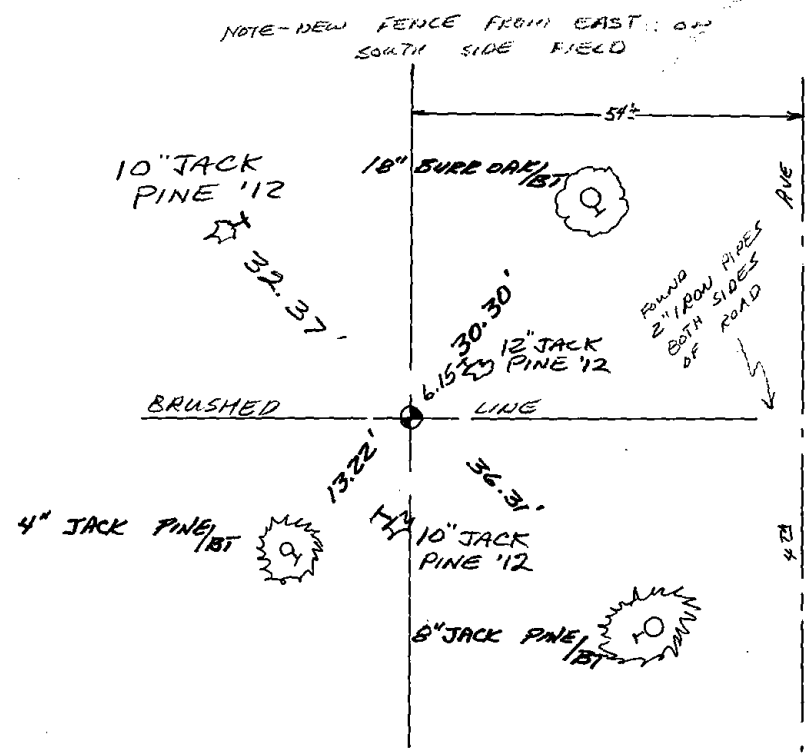 NOTE-NEW FENCE FROM EAST : ON
SOUTH SIDE FIELD
54'±
10" JACK
PINE '12
18" BURR OAK/BT
AVE
32.37'
FOUND
2" IRON PIPES
BOTH SIDES
OF ROAD
30.30'
12" JACK
PINE '12
6.15'
BRUSHED LINE
13.22'
36.31'
4" JACK PINE/BT
10" JACK
PINE '12
4TH
8" JACK PINE/BT